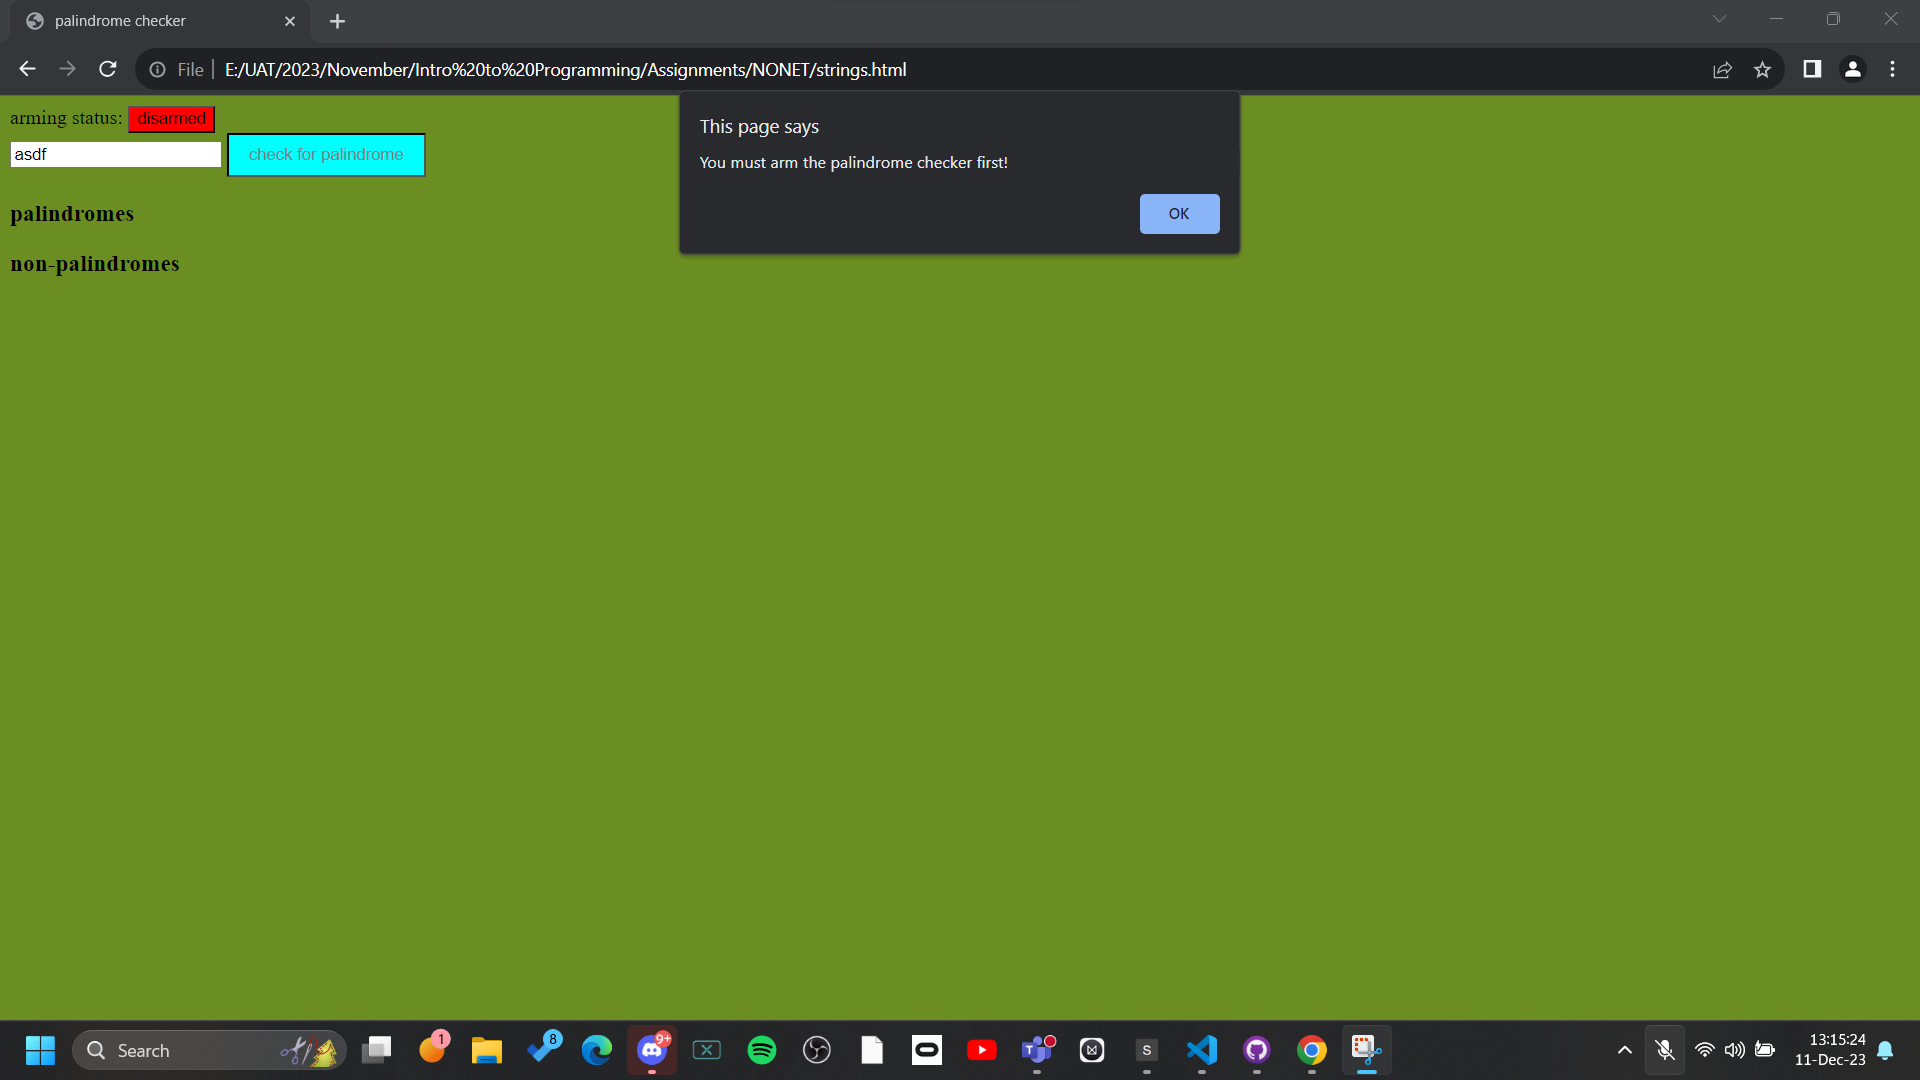 palindrome checker
File
E:/UAT/2023/November/Intro%20to%20Programming/Assignments/NONET/strings.html
This page says
You must arm the palindrome checker first!
OK
arming status: disarmed
asdf check for palindrome
palindromes
non-palindromes
Search
1
8
9+
T
S
13:15:24
11-Dec-23